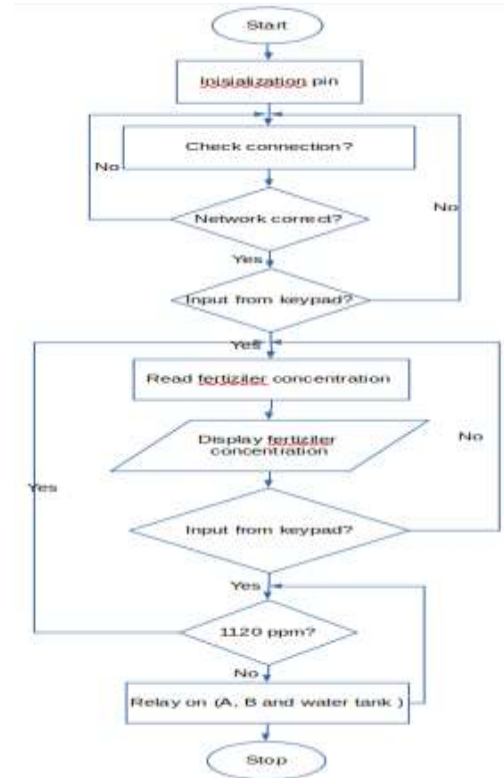 Start
Inisialization pin
Check connection?
No
Network correct?
No
Yes
Input from keypad?
Yes
Read fertiziler concentration
Display fertiziler
concentration
No
Yes
Input from keypad?
Yes
1120 ppm?
No
Relay on (A, B and water tank )
Stop